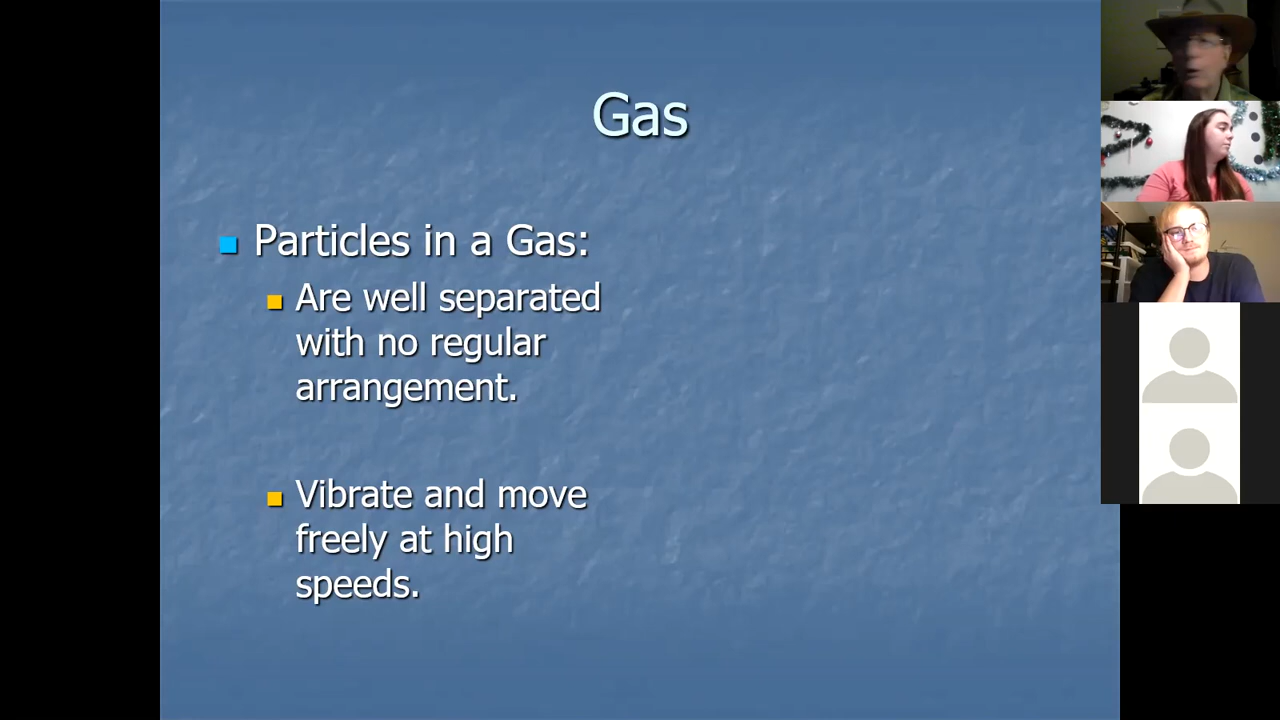 Gas
Particles in a Gas:
Are well separated
with no regular
arrangement.
Vibrate and move
freely at high
speeds.